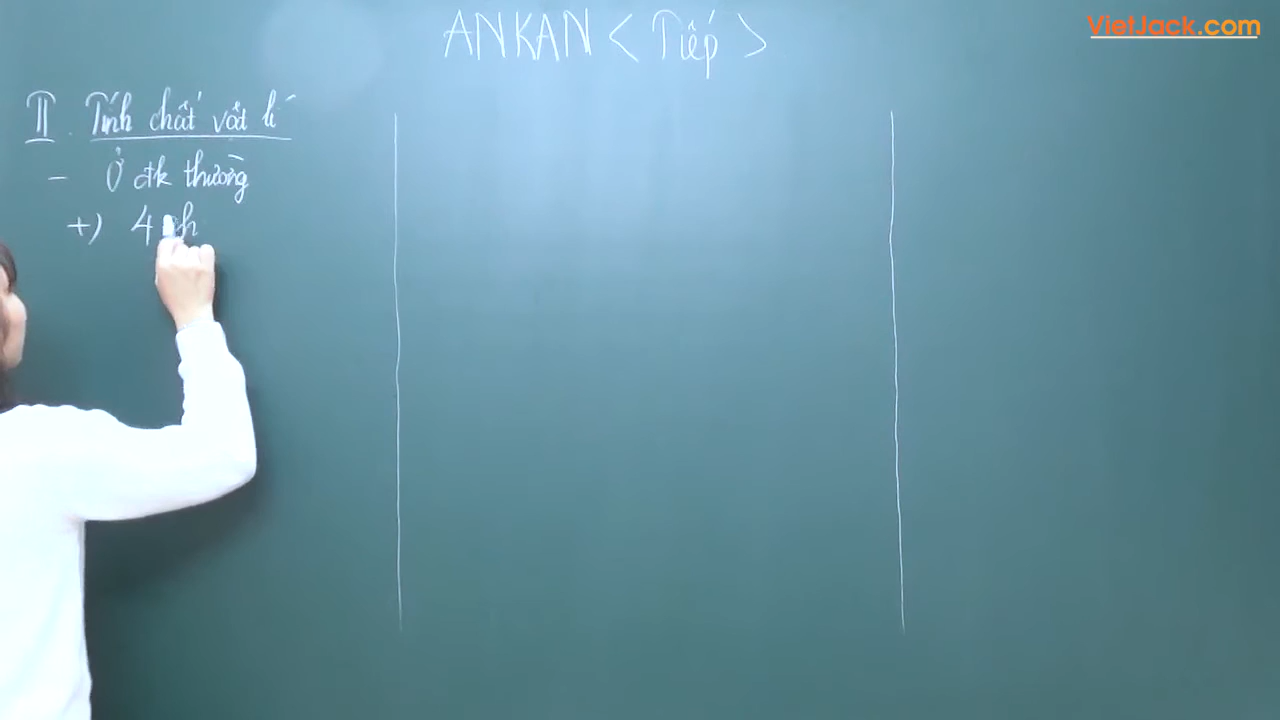 ANKAN < Tiếp >
VietJack.com
II. Tính chất vật lí
- Ở đk thường
+) 4